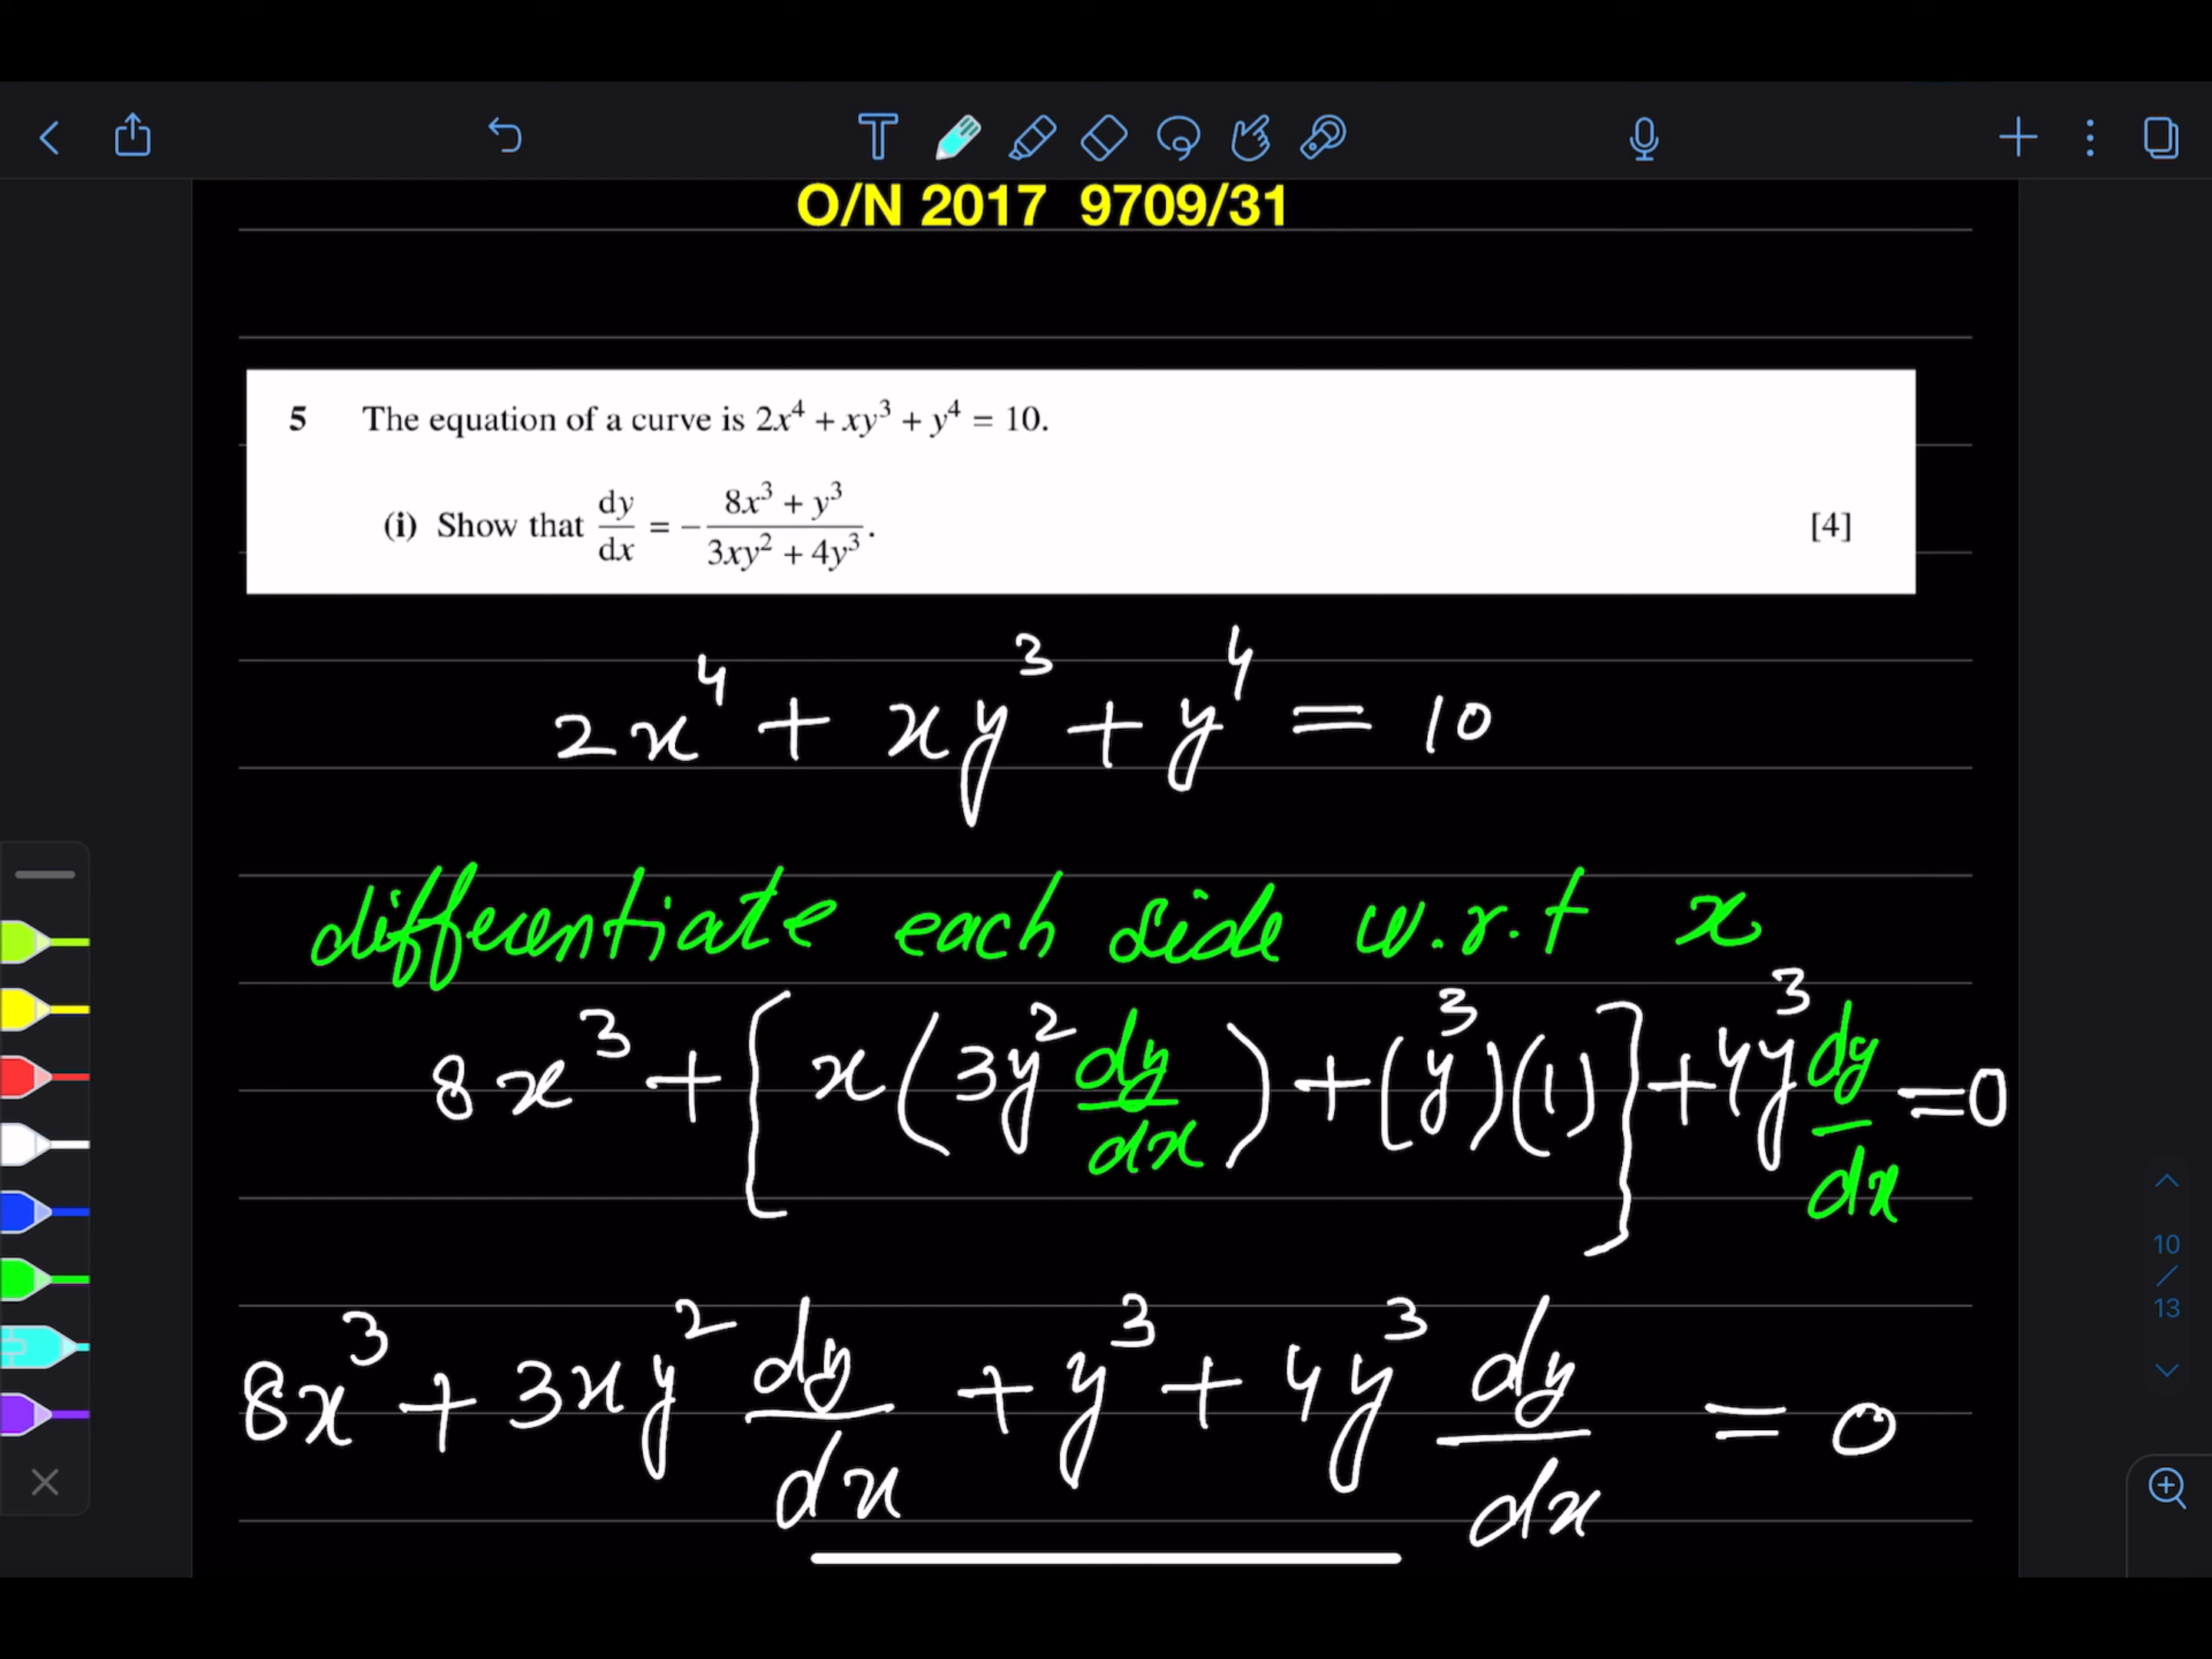 O/N 2017 9709/31
5 The equation of a curve is 2x⁴ + xy³ + y⁴ = 10.
(i) Show that dy/dx = −(8x³ + y³)/(3xy² + 4y³). [4]
2x⁴ + xy³ + y⁴ = 10
differentiate each side w.r.t x
8x³ + [x(3y² dy/dx) + (y³)(1)] + 4y³ dy/dx = 0
8x³ + 3xy² dy/dx + y³ + 4y³ dy/dx = 0
10
/
13